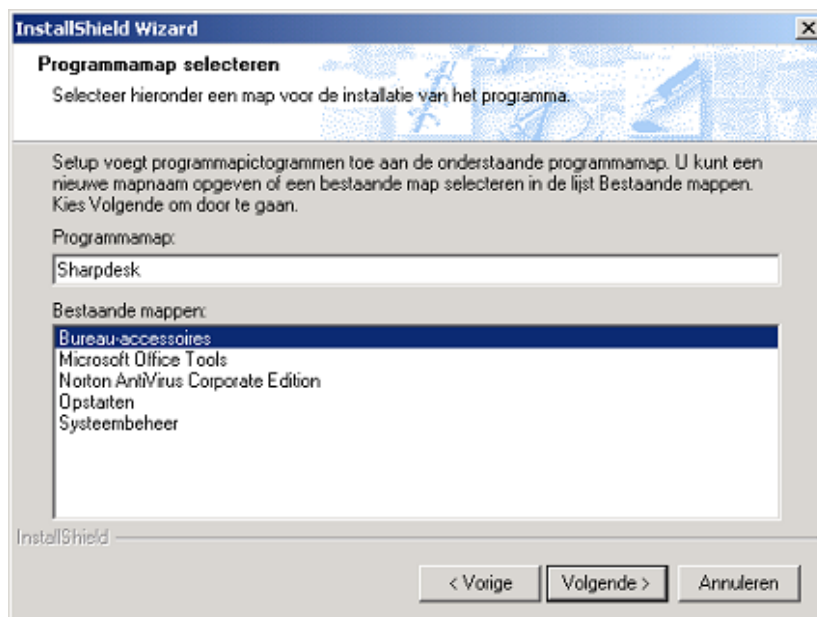 InstallShield Wizard
Programmamap selecteren
Selecteer hieronder een map voor de installatie van het programma.
Setup voegt programmapictogrammen toe aan de onderstaande programmamap. U kunt een
nieuwe mapnaam opgeven of een bestaande map selecteren in de lijst Bestaande mappen.
Kies Volgende om door te gaan.
Programmamap:
Sharpdesk
Bestaande mappen:
Bureau-accessoires
Microsoft Office Tools
Norton AntiVirus Corporate Edition
Opstarten
Systeembeheer
InstallShield
< Vorige
Volgende >
Annuleren